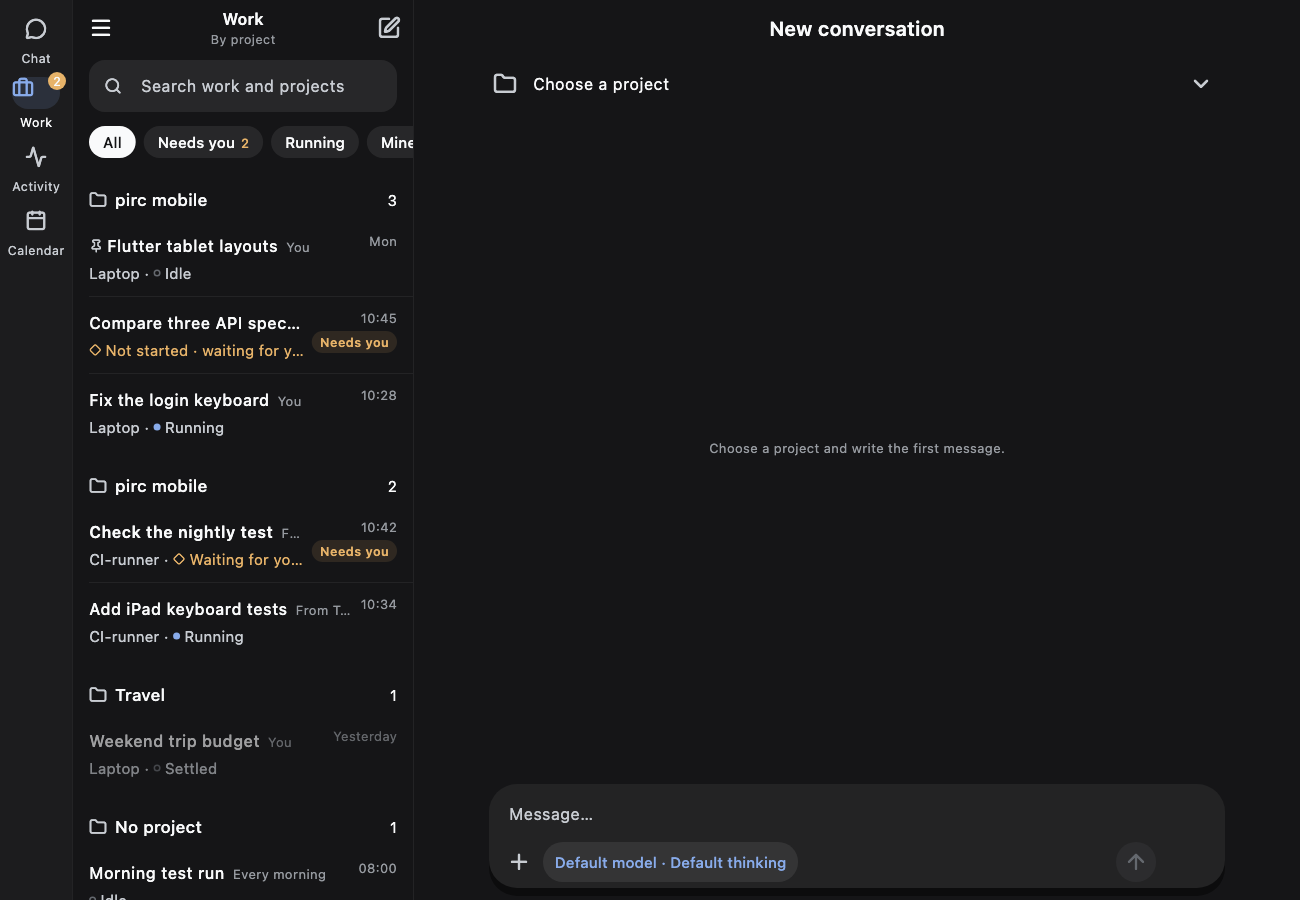 Chat
2
Work
Activity
Calendar
Work
By project
Search work and projects
All
Needs you 2
Running
Mine
pirc mobile 3
Flutter tablet layouts You Mon
Laptop · Idle
Compare three API spec... 10:45
Not started · waiting for y... Needs you
Fix the login keyboard You 10:28
Laptop · Running
pirc mobile 2
Check the nightly test F... 10:42
CI-runner · Waiting for yo... Needs you
Add iPad keyboard tests From T... 10:34
CI-runner · Running
Travel 1
Weekend trip budget You Yesterday
Laptop · Settled
No project 1
Morning test run Every morning 08:00
Idle
New conversation
Choose a project
Choose a project and write the first message.
Message...
Default model · Default thinking